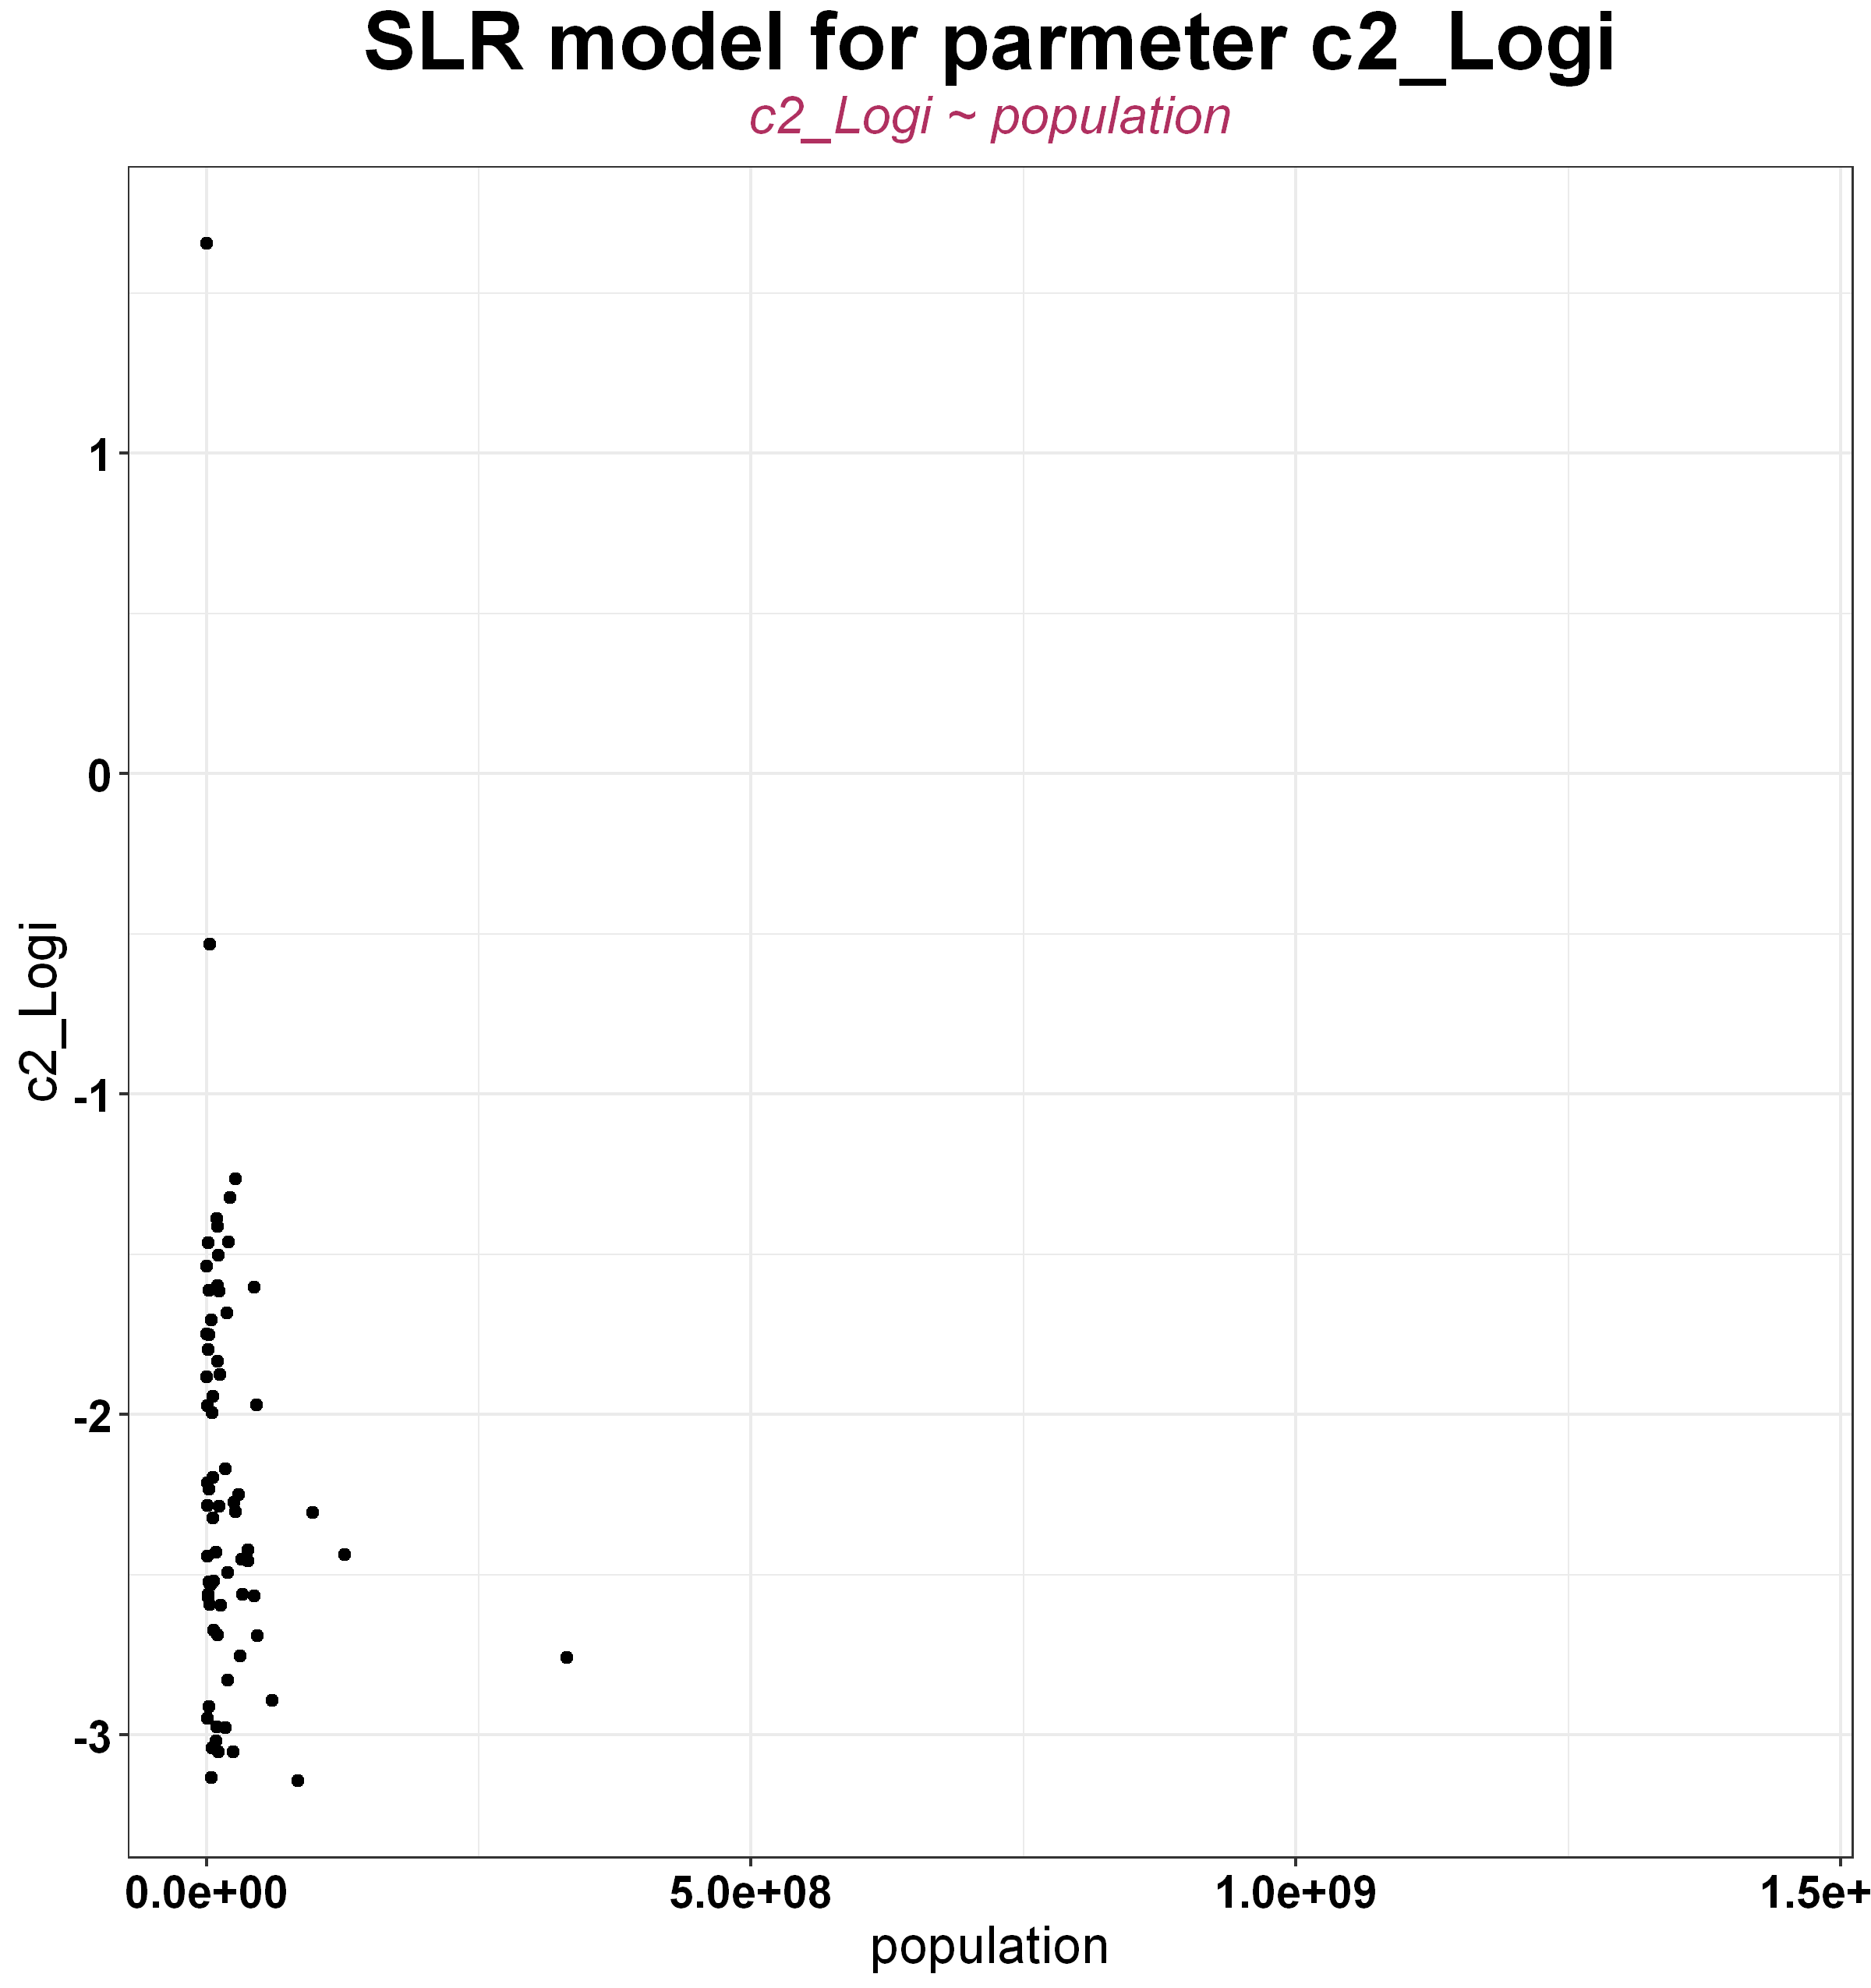 SLR model for parmeter c2_Logi
c2_Logi ~ population
1
0
-1
-2
-3
c2_Logi
0.0e+00 5.0e+08 1.0e+09 1.5e+
population